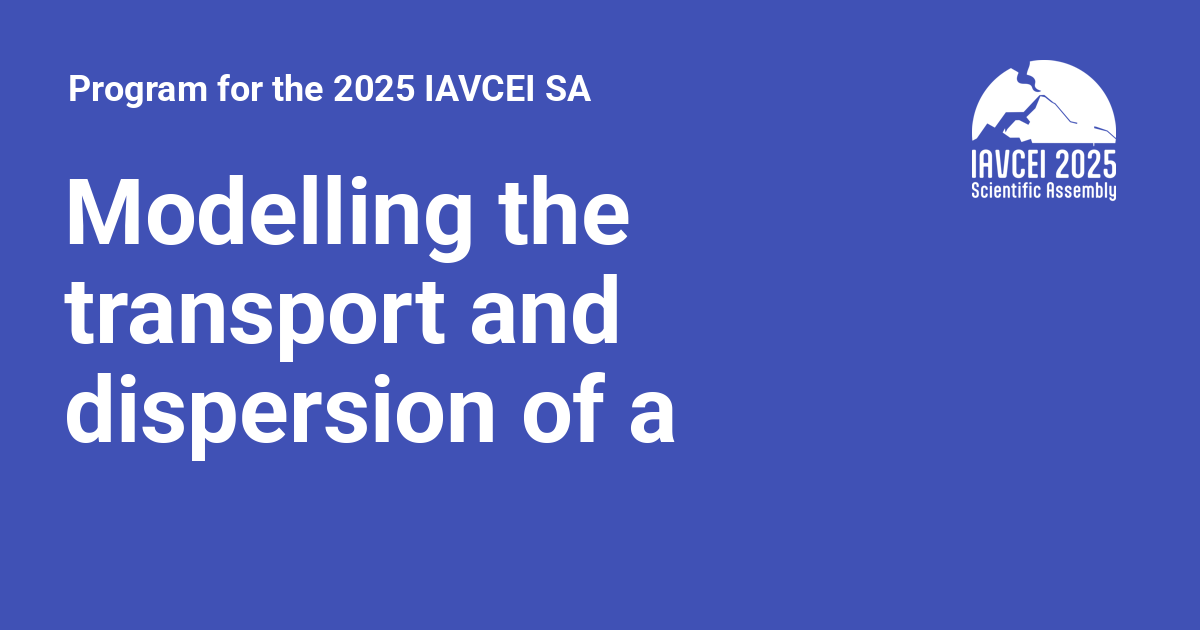 Program for the 2025 IAVCEI SA
IAVCEI 2025
Scientific Assembly
Modelling the
transport and
dispersion of a